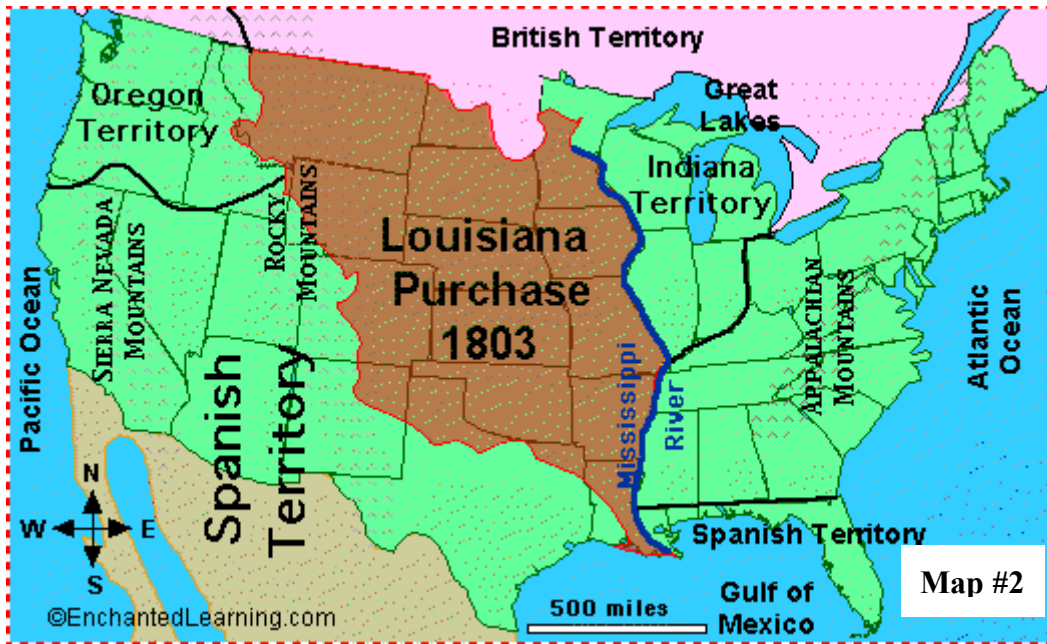 British Territory
Oregon
Territory
Great
Lakes
Indiana
Territory
ROCKY
MOUNTAINS
SIERRA NEVADA
MOUNTAINS
Louisiana
Purchase
1803
APPALACHIAN
MOUNTAINS
Pacific Ocean
Atlantic
Ocean
Spanish
Territory
Mississippi
River
N
W
E
S
Spanish Territory
Map #2
Gulf of
Mexico
500 miles
©EnchantedLearning.com